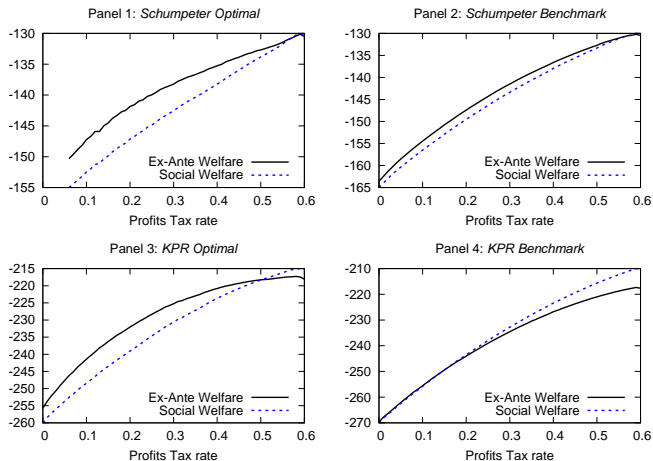 Panel 1: Schumpeter Optimal
-130
-135
-140
-145
-150
-155
Ex-Ante Welfare
Social Welfare
0 0.1 0.2 0.3 0.4 0.5 0.6
Profits Tax rate
Panel 2: Schumpeter Benchmark
-130
-135
-140
-145
-150
-155
-160
-165
Ex-Ante Welfare
Social Welfare
0 0.1 0.2 0.3 0.4 0.5 0.6
Profits Tax rate
Panel 3: KPR Optimal
-215
-220
-225
-230
-235
-240
-245
-250
-255
-260
Ex-Ante Welfare
Social Welfare
0 0.1 0.2 0.3 0.4 0.5 0.6
Profits Tax rate
Panel 4: KPR Benchmark
-210
-220
-230
-240
-250
-260
-270
Ex-Ante Welfare
Social Welfare
0 0.1 0.2 0.3 0.4 0.5 0.6
Profits Tax rate